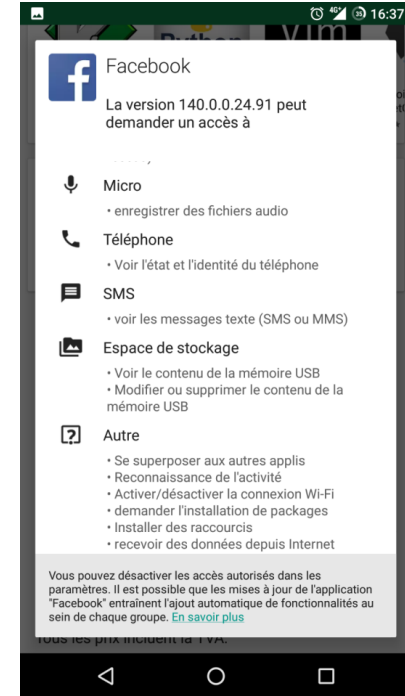 4G 35 16:37
Python
Vim
Facebook
La version 140.0.0.24.91 peut
demander un accès à
Micro
• enregistrer des fichiers audio
Téléphone
• Voir l'état et l'identité du téléphone
SMS
• voir les messages texte (SMS ou MMS)
Espace de stockage
• Voir le contenu de la mémoire USB
• Modifier ou supprimer le contenu de la
mémoire USB
Autre
• Se superposer aux autres applis
• Reconnaissance de l'activité
• Activer/désactiver la connexion Wi-Fi
• demander l'installation de packages
• Installer des raccourcis
• recevoir des données depuis Internet
Vous pouvez désactiver les accès autorisés dans les
paramètres. Il est possible que les mises à jour de l'application
"Facebook" entraînent l'ajout automatique de fonctionnalités au
sein de chaque groupe. En savoir plus
Tous les prix incluent la TVA.